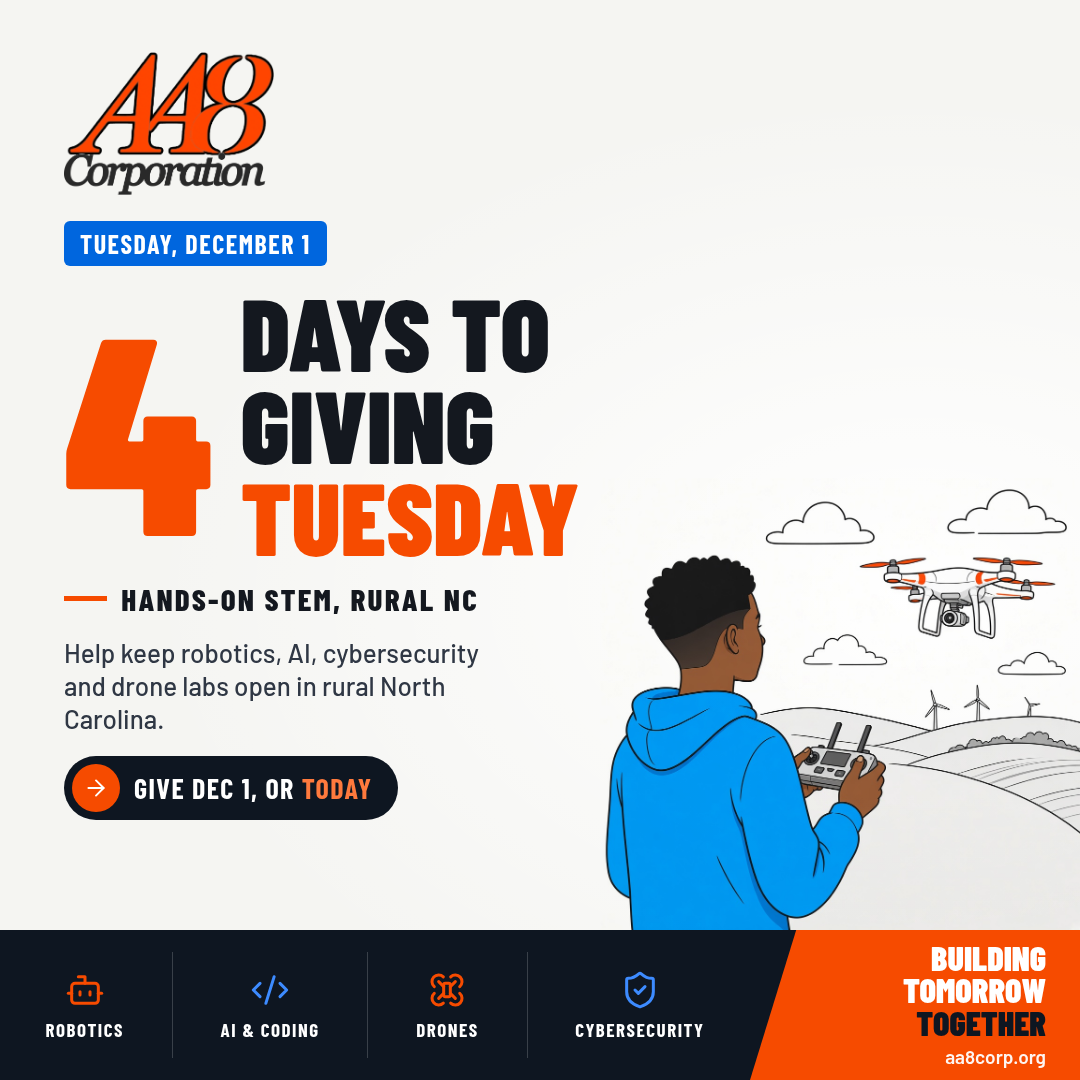 AA8
Corporation
TUESDAY, DECEMBER 1
4
DAYS TO
GIVING
TUESDAY
HANDS-ON STEM, RURAL NC
Help keep robotics, AI, cybersecurity
and drone labs open in rural North
Carolina.
GIVE DEC 1, OR TODAY
ROBOTICS
AI & CODING
DRONES
CYBERSECURITY
BUILDING
TOMORROW
TOGETHER
aa8corp.org